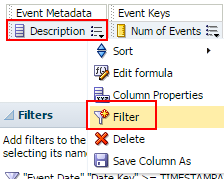 Event Metadata Event Keys
Description Num of Events
Sort
Edit formula
Column Properties
Filters Filter
Add filters to the Delete
selecting its nam Save Column As
"Event Date" "Date Key" >= TIMESTAMP